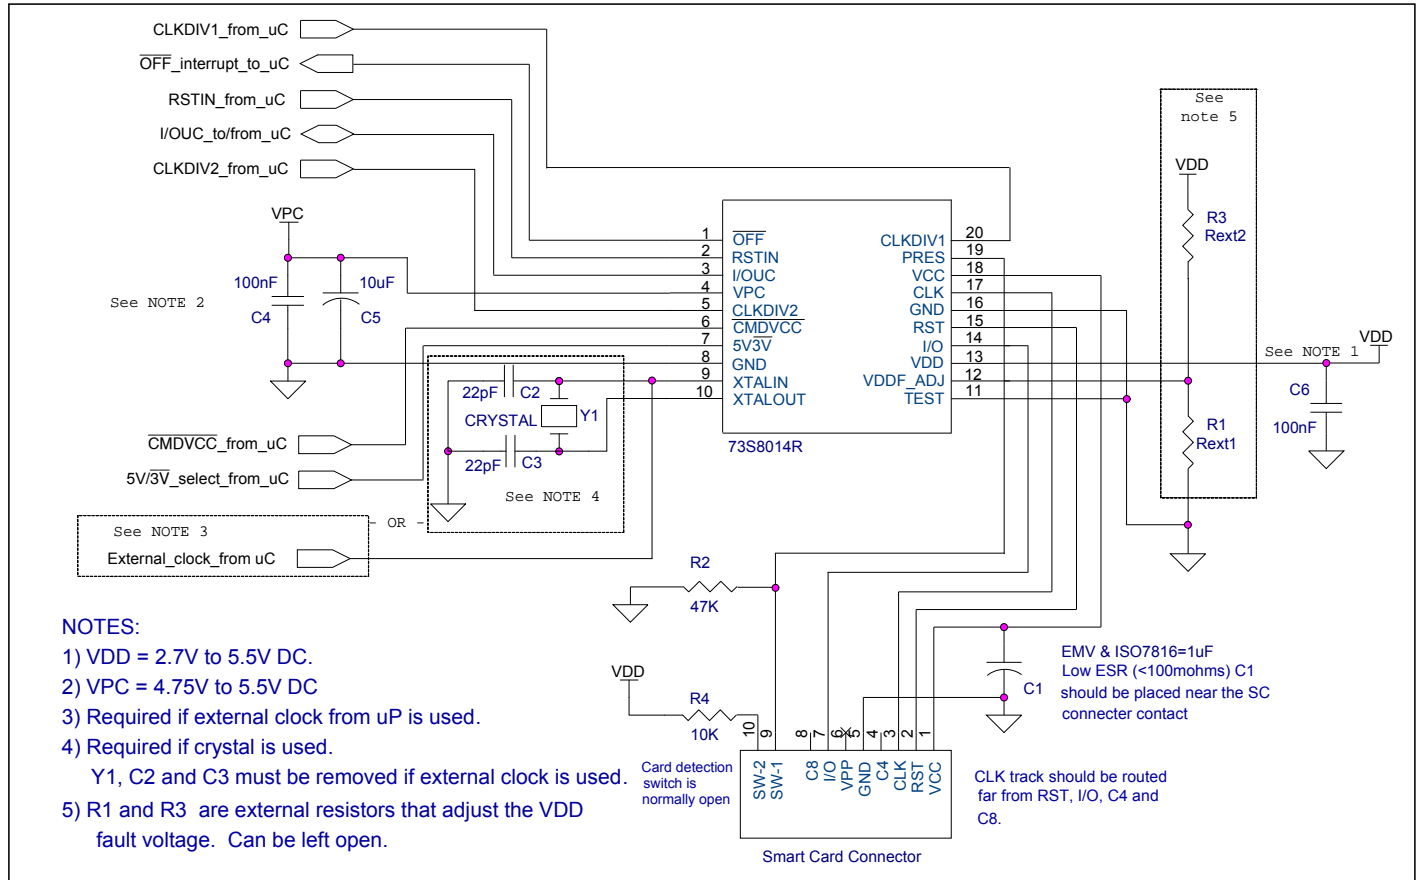 CLKDIV1_from_uC
OFF_interrupt_to_uC
RSTIN_from_uC
I/OUC_to/from_uC
CLKDIV2_from_uC
VPC
See NOTE 2
100nF
C4
10uF
C5
CMDVCC_from_uC
5V/3V_select_from_uC
See NOTE 3
External_clock_from uC
- OR -
22pF
C2
CRYSTAL
Y1
22pF
C3
See NOTE 4
1
2
3
4
5
6
7
8
9
10
OFF
RSTIN
I/OUC
VPC
CLKDIV2
CMDVCC
5V3V
GND
XTALIN
XTALOUT
CLKDIV1
PRES
VCC
CLK
GND
RST
I/O
VDD
VDDF_ADJ
TEST
20
19
18
17
16
15
14
13
12
11
73S8014R
See
note 5
VDD
R3
Rext2
R1
Rext1
See NOTE 1
VDD
C6
100nF
R2
47K
VDD
R4
10K
C1
EMV & ISO7816=1uF
Low ESR (<100mohms) C1
should be placed near the SC
connecter contact
Card detection
switch is
normally open
10
9
8
7
6
5
4
3
2
1
SW-2
SW-1
C8
I/O
VPP
GND
C4
CLK
RST
VCC
CLK track should be routed
far from RST, I/O, C4 and
C8.
Smart Card Connector
NOTES:
1) VDD = 2.7V to 5.5V DC.
2) VPC = 4.75V to 5.5V DC
3) Required if external clock from uP is used.
4) Required if crystal is used.
Y1, C2 and C3 must be removed if external clock is used.
5) R1 and R3 are external resistors that adjust the VDD
fault voltage. Can be left open.